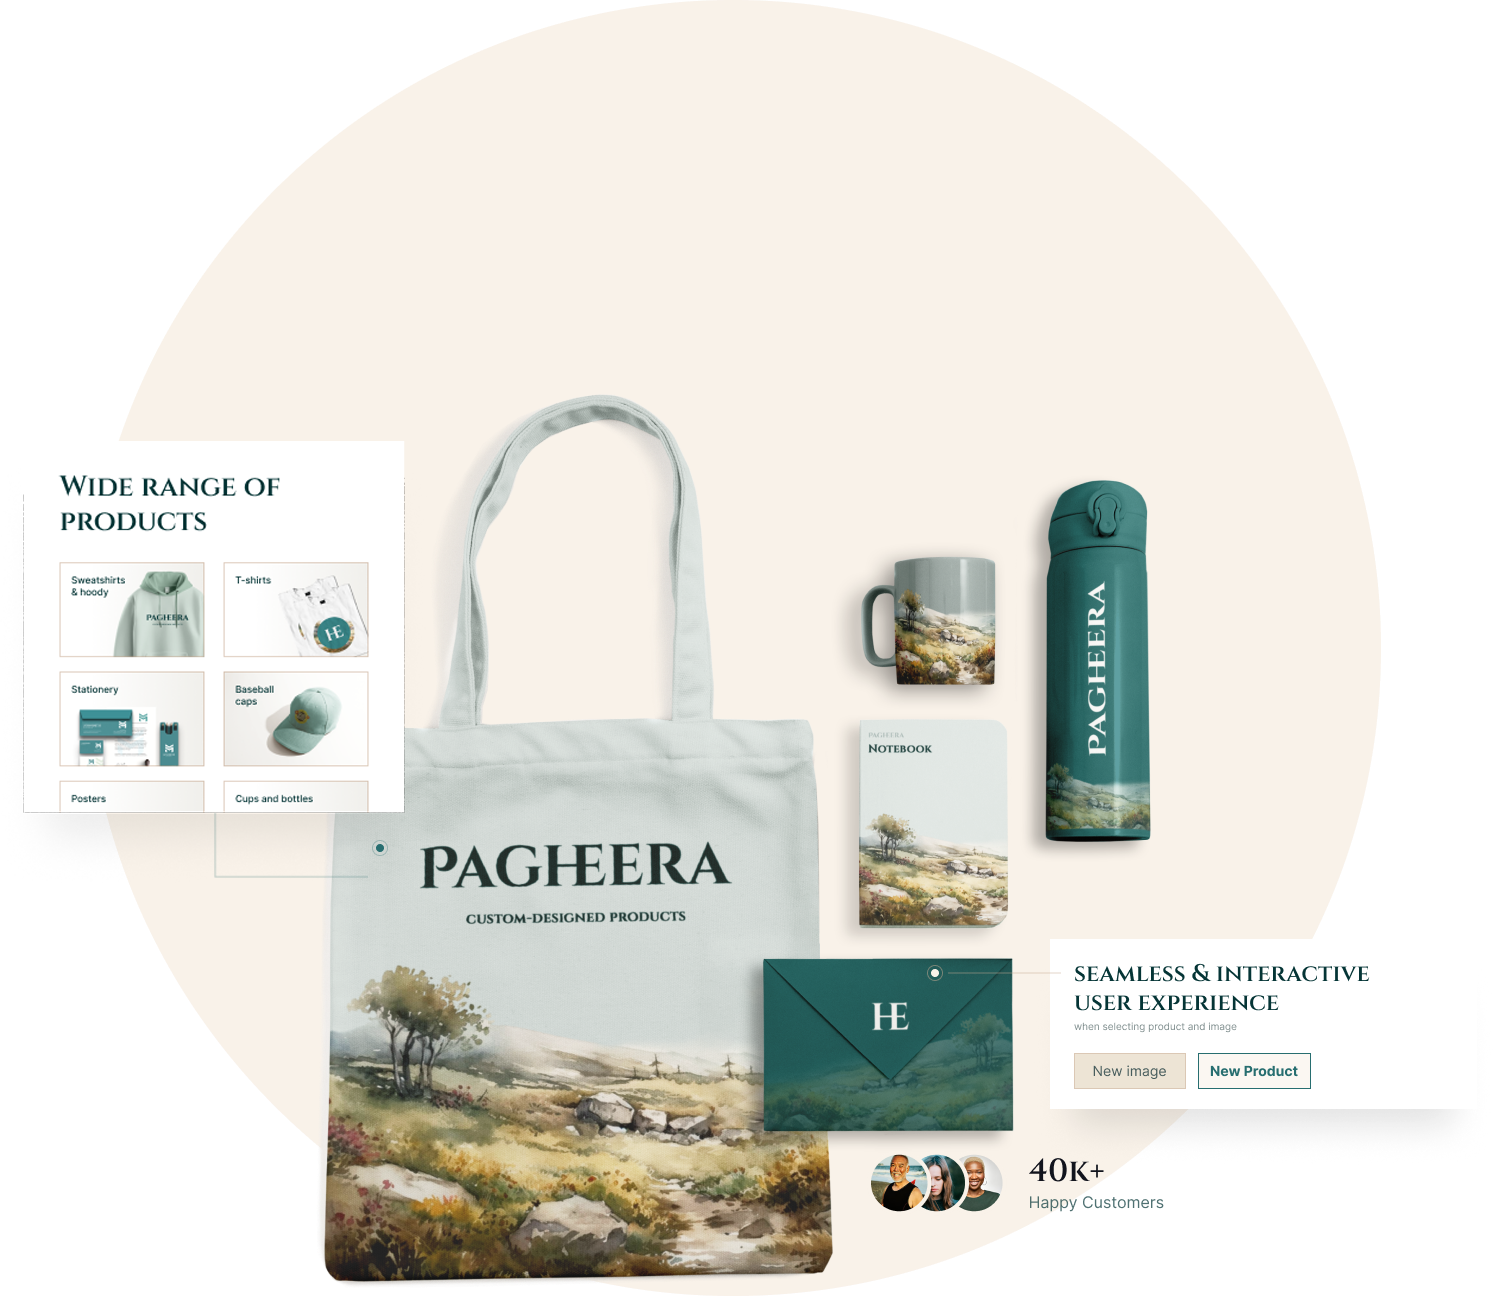 WIDE RANGE OF
PRODUCTS
Sweatshirts
& hoody
PAGHEERA
T-shirts
HE
Stationery
Baseball
caps
Posters
Cups and bottles
PAGHEERA
CUSTOM-DESIGNED PRODUCTS
PAGHEERA
NOTEBOOK
PAGHEERA
HE
SEAMLESS & INTERACTIVE
USER EXPERIENCE
when selecting product and image
New image
New Product
40K+
Happy Customers